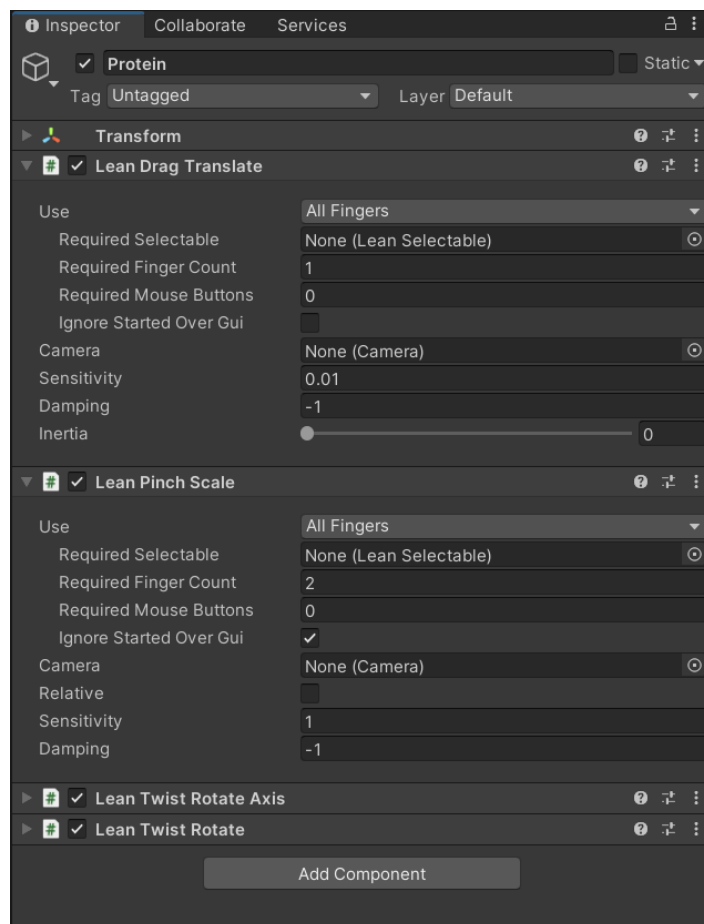 Inspector Collaborate Services
Protein Static
Tag Untagged Layer Default
Transform
# Lean Drag Translate
Use All Fingers
Required Selectable None (Lean Selectable)
Required Finger Count 1
Required Mouse Buttons 0
Ignore Started Over Gui
Camera None (Camera)
Sensitivity 0.01
Damping -1
Inertia 0
# Lean Pinch Scale
Use All Fingers
Required Selectable None (Lean Selectable)
Required Finger Count 2
Required Mouse Buttons 0
Ignore Started Over Gui
Camera None (Camera)
Relative
Sensitivity 1
Damping -1
# Lean Twist Rotate Axis
# Lean Twist Rotate
Add Component